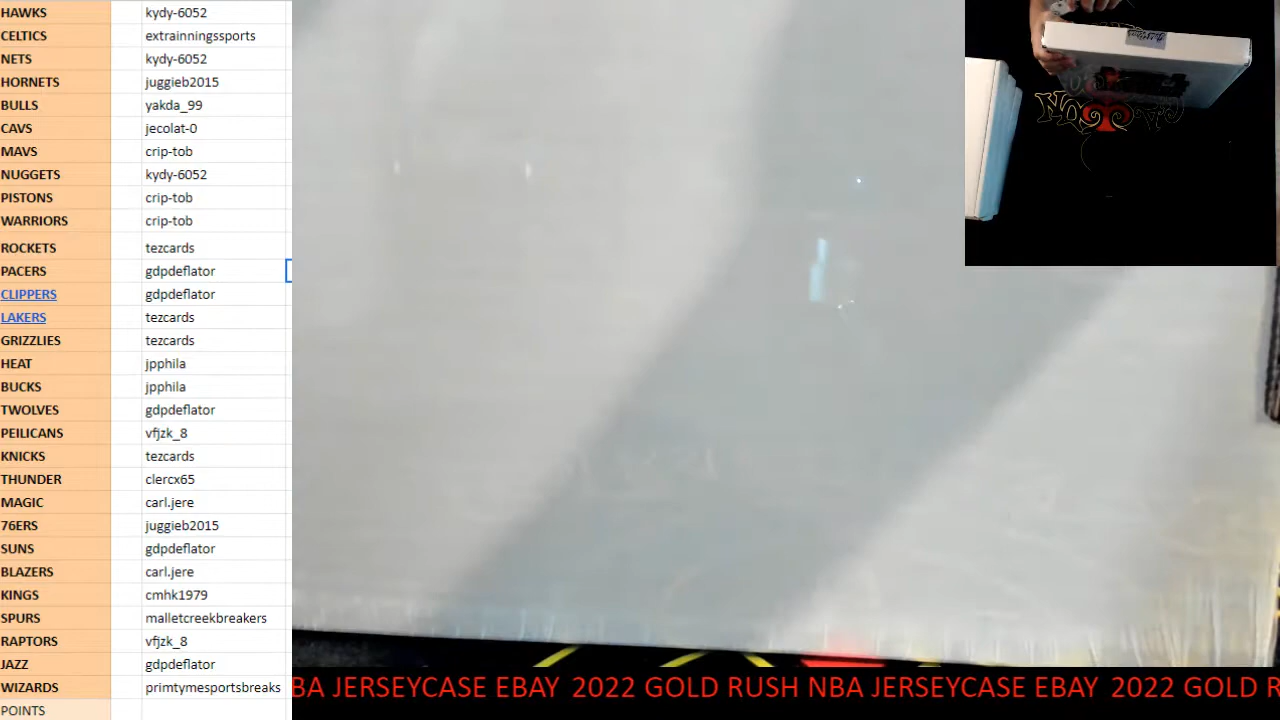 HAWKS kydy-6052
CELTICS extrainningssports
NETS kydy-6052
HORNETS juggieb2015
BULLS yakda_99
CAVS jecolat-0
MAVS crip-tob
NUGGETS kydy-6052
PISTONS crip-tob
WARRIORS crip-tob
ROCKETS tezcards
PACERS gdpdeflator
CLIPPERS gdpdeflator
LAKERS tezcards
GRIZZLIES tezcards
HEAT jpphila
BUCKS jpphila
TWOLVES gdpdeflator
PEILICANS vfjzk_8
KNICKS tezcards
THUNDER clercx65
MAGIC carl.jere
76ERS juggieb2015
SUNS gdpdeflator
BLAZERS carl.jere
KINGS cmhk1979
SPURS malletcreekbreakers
RAPTORS vfjzk_8
JAZZ gdpdeflator
WIZARDS primtymesportsbreaks
POINTS
BA JERSEYCASE EBAY 2022 GOLD RUSH NBA JERSEYCASE EBAY 2022 GOLD R